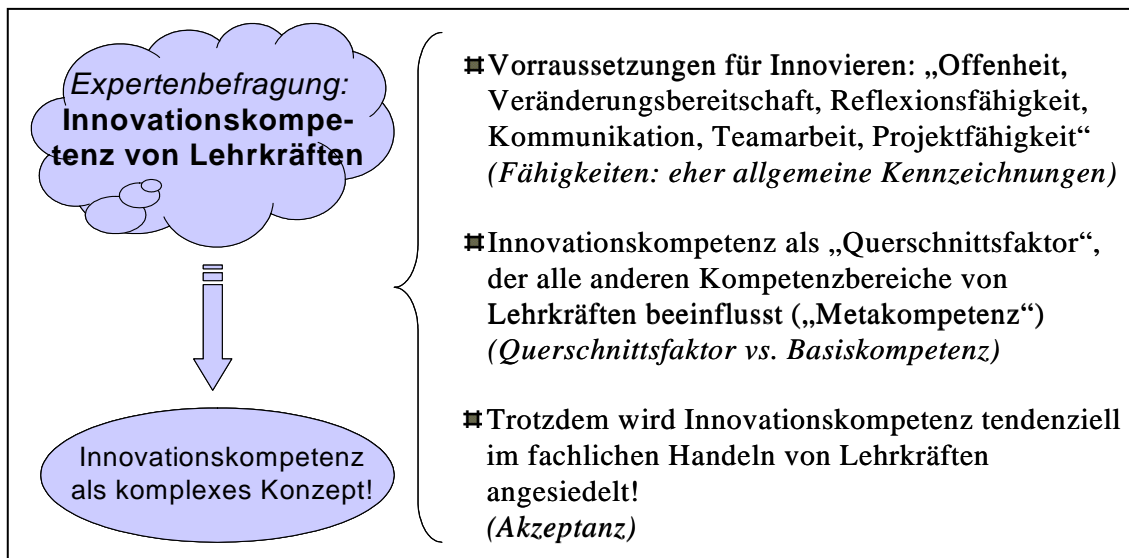 Expertenbefragung:
Innovationskompe-
tenz von Lehrkräften
Innovationskompetenz
als komplexes Konzept!
Vorraussetzungen für Innovieren: „Offenheit,
Veränderungsbereitschaft, Reflexionsfähigkeit,
Kommunikation, Teamarbeit, Projektfähigkeit“
(Fähigkeiten: eher allgemeine Kennzeichnungen)
Innovationskompetenz als „Querschnittsfaktor“,
der alle anderen Kompetenzbereiche von
Lehrkräften beeinflusst („Metakompetenz“)
(Querschnittsfaktor vs. Basiskompetenz)
Trotzdem wird Innovationskompetenz tendenziell
im fachlichen Handeln von Lehrkräften
angesiedelt!
(Akzeptanz)